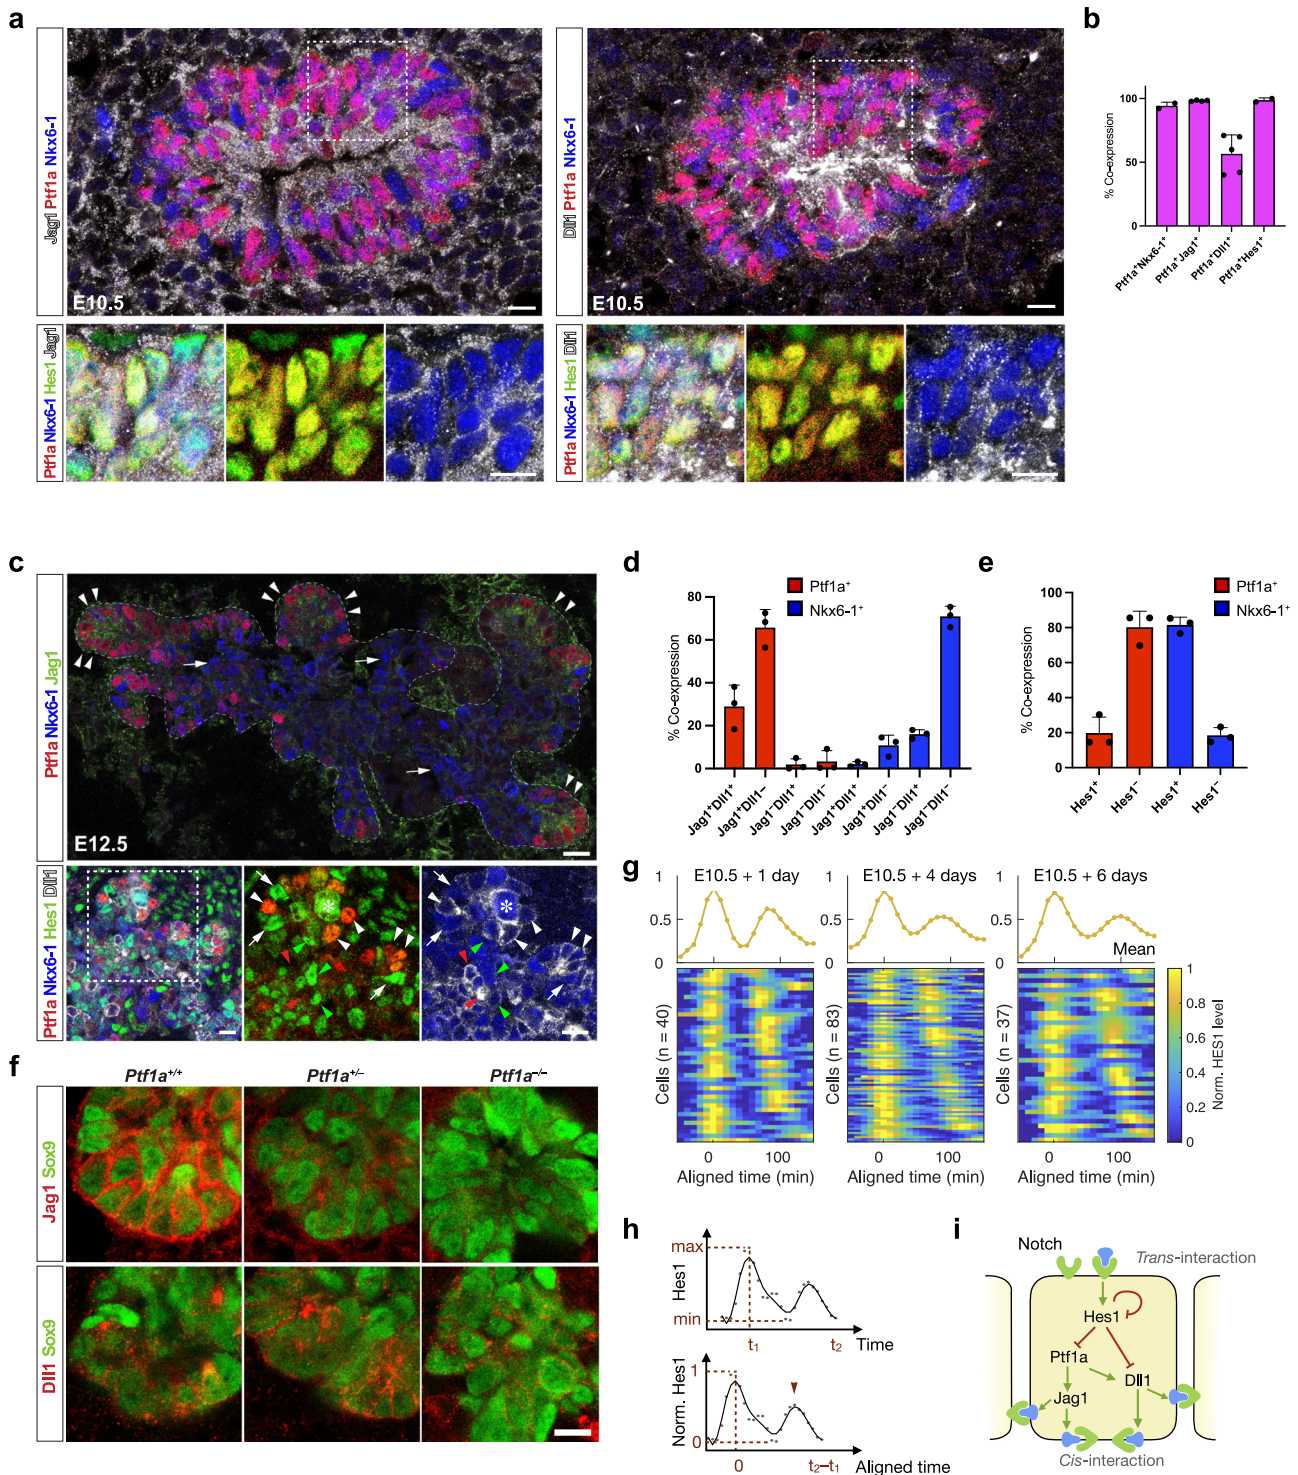 a
Jag1 Ptf1a Nkx6-1
E10.5
Dll1 Ptf1a Nkx6-1
E10.5
Ptf1a Nkx6-1 Hes1 Jag1
Ptf1a Nkx6-1 Hes1 Dll1
b
% Co-expression
100
50
0
Ptf1a⁺Nkx6-1⁺
Ptf1a⁺Jag1⁺
Ptf1a⁺Dll1⁺
Ptf1a⁺Hes1⁺
c
Ptf1a Nkx6-1 Jag1
E12.5
Ptf1a Nkx6-1 Hes1 Dll1
*
*
d
Ptf1a⁺
Nkx6-1⁺
% Co-expression
80
60
40
20
0
Jag1⁺Dll1⁺
Jag1⁺Dll1⁻
Jag1⁻Dll1⁺
Jag1⁻Dll1⁻
Jag1⁺Dll1⁺
Jag1⁺Dll1⁻
Jag1⁻Dll1⁺
Jag1⁻Dll1⁻
e
Ptf1a⁺
Nkx6-1⁺
% Co-expression
100
80
60
40
20
0
Hes1⁺
Hes1⁻
Hes1⁺
Hes1⁻
f
Ptf1a⁺/⁺
Ptf1a⁺/⁻
Ptf1a⁻/⁻
Jag1 Sox9
Dll1 Sox9
g
E10.5 + 1 day
E10.5 + 4 days
E10.5 + 6 days
1
0.5
0
1
0.5
0
1
0.5
0
Mean
Cells (n = 40)
Cells (n = 83)
Cells (n = 37)
0 100
0 100
0 100
Aligned time (min)
Aligned time (min)
Aligned time (min)
1
0.8
0.6
0.4
0.2
0
Norm. HES1 level
h
max
min
Hes1
t₁
t₂
Time
1
0
Norm. Hes1
0
t₂–t₁
Aligned time
i
Notch
Trans-interaction
Hes1
Ptf1a
Dll1
Jag1
Cis-interaction